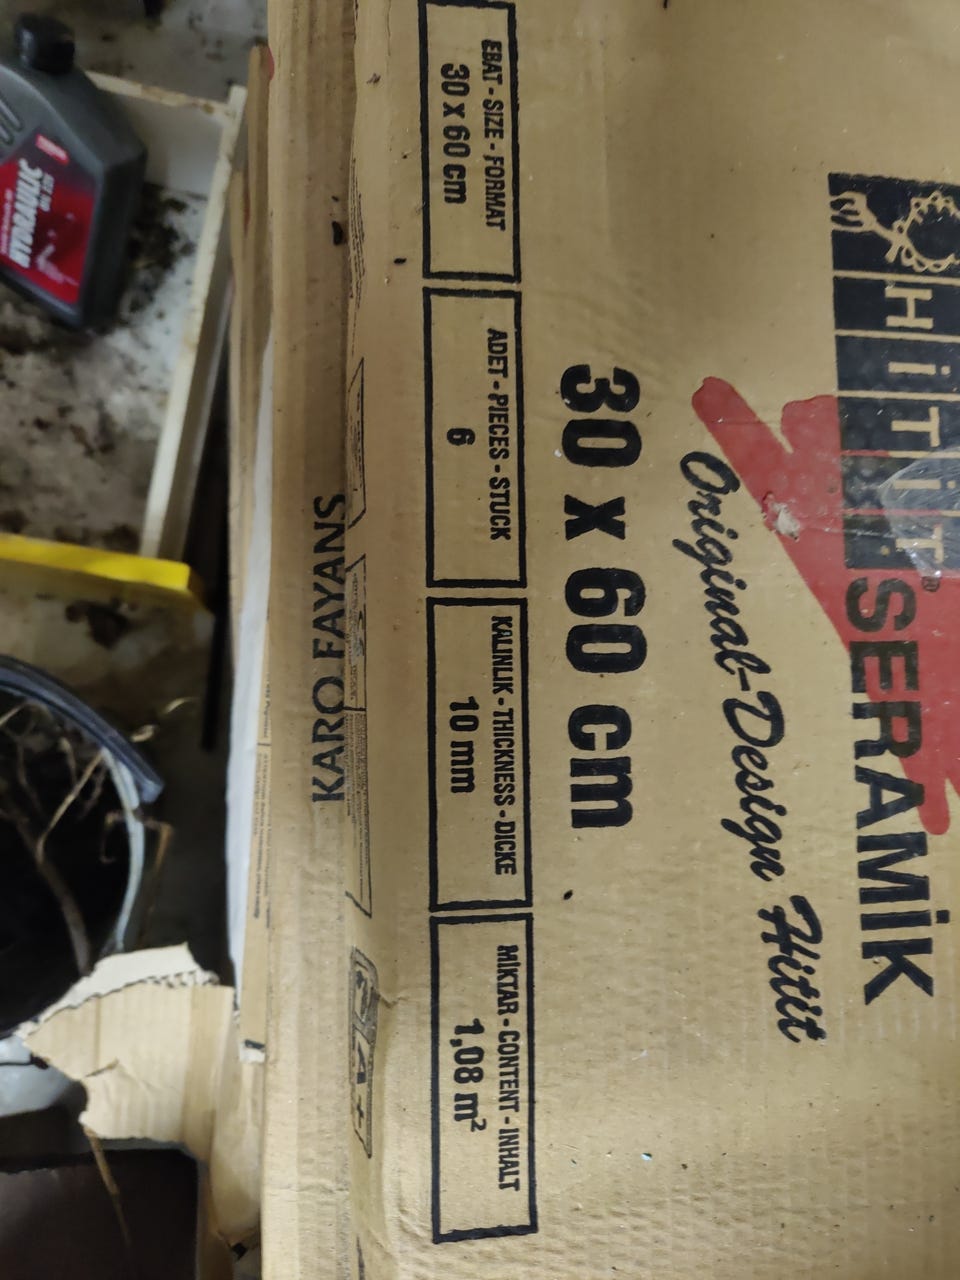 HİTİT® SERAMİK
Original-Design Hitit
30 x 60 cm
EBAT - SIZE - FORMAT
30 x 60 cm
ADET - PIECES - STUCK
6
KALINLIK - THICKNESS - DICKE
10 mm
MİKTAR - CONTENT - INHALT
1,08 m²
KARO FAYANS
A+